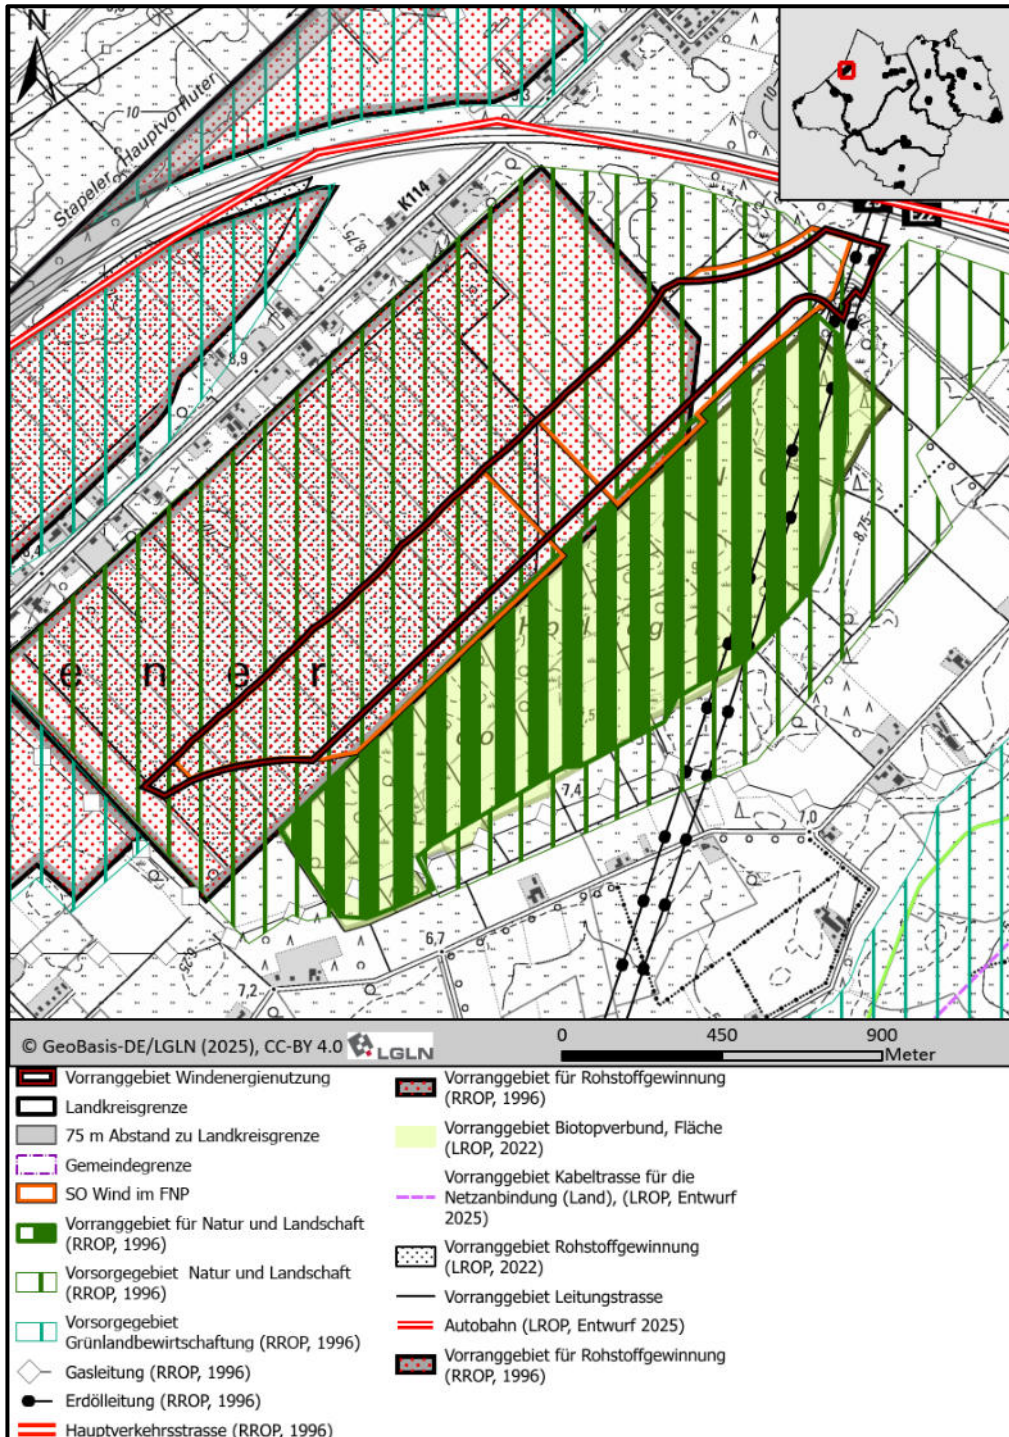 N
Stapeler Hauptvorfluter
10
K114
8,75
10
E22
8,9
8,4
8,75
e n e r
7,4
7,0
6,7
6,25
7,2
© GeoBasis-DE/LGLN (2025), CC-BY 4.0
LGLN
0 450 900
Meter
Vorranggebiet Windenergienutzung
Landkreisgrenze
75 m Abstand zu Landkreisgrenze
Gemeindegrenze
SO Wind im FNP
Vorranggebiet für Natur und Landschaft
(RROP, 1996)
Vorsorgegebiet Natur und Landschaft
(RROP, 1996)
Vorsorgegebiet
Grünlandbewirtschaftung (RROP, 1996)
Gasleitung (RROP, 1996)
Erdölleitung (RROP, 1996)
Hauptverkehrsstrasse (RROP, 1996)
Vorranggebiet für Rohstoffgewinnung
(RROP, 1996)
Vorranggebiet Biotopverbund, Fläche
(LROP, 2022)
Vorranggebiet Kabeltrasse für die
Netzanbindung (Land), (LROP, Entwurf
2025)
Vorranggebiet Rohstoffgewinnung
(LROP, 2022)
Vorranggebiet Leitungstrasse
Autobahn (LROP, Entwurf 2025)
Vorranggebiet für Rohstoffgewinnung
(RROP, 1996)